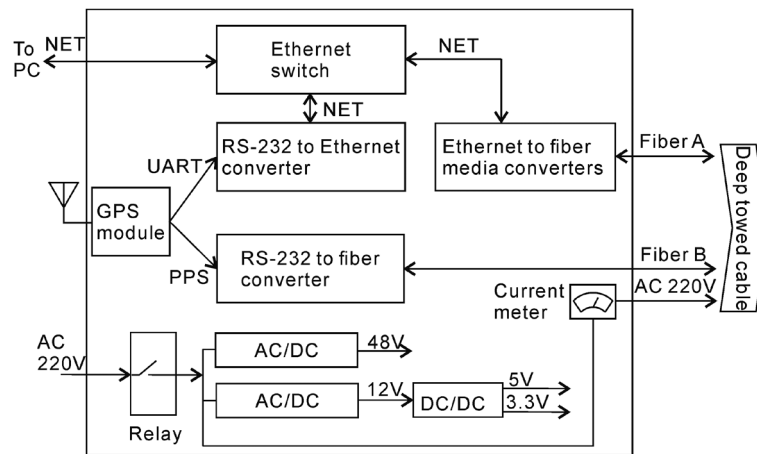 To
PC
NET
Ethernet
switch
NET
NET
RS-232 to Ethernet
converter
Ethernet to fiber
media converters
Fiber A
UART
GPS
module
PPS
RS-232 to fiber
converter
Fiber B
AC 220V
Deep towed cable
Current
meter
AC
220V
Relay
AC/DC
48V
AC/DC
12V
DC/DC
5V
3.3V